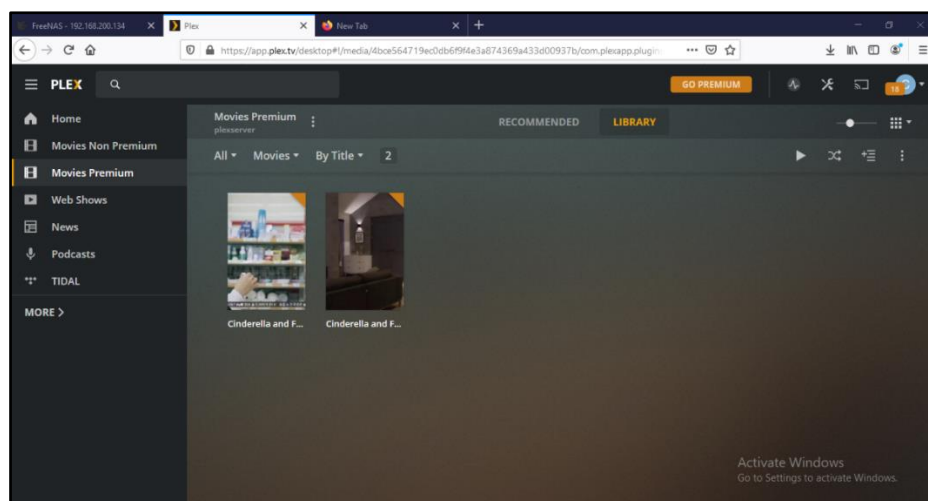 FreeNAS - 192.168.200.134
Plex
New Tab
https://app.plex.tv/desktop#!/media/4bce564719ec0db6f9f4e3a874369a433d00937b/com.plexapp.plugin
PLEX
GO PREMIUM
18
Home
Movies Non Premium
Movies Premium
Web Shows
News
Podcasts
TIDAL
MORE >
Movies Premium
plexserver
RECOMMENDED
LIBRARY
All
Movies
By Title
2
Cinderella and F...
Cinderella and F...
Activate Windows
Go to Settings to activate Windows.